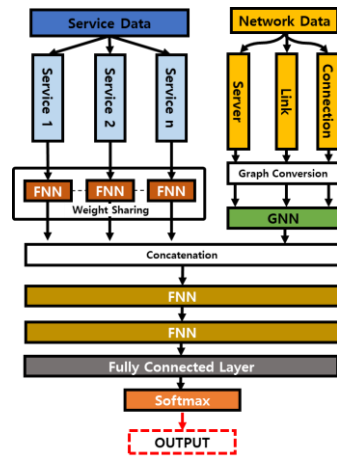 Service Data
Network Data
Service 1
Service 2
Service n
Server
Link
Connection
FNN
FNN
FNN
Weight Sharing
Graph Conversion
GNN
Concatenation
FNN
FNN
Fully Connected Layer
Softmax
OUTPUT